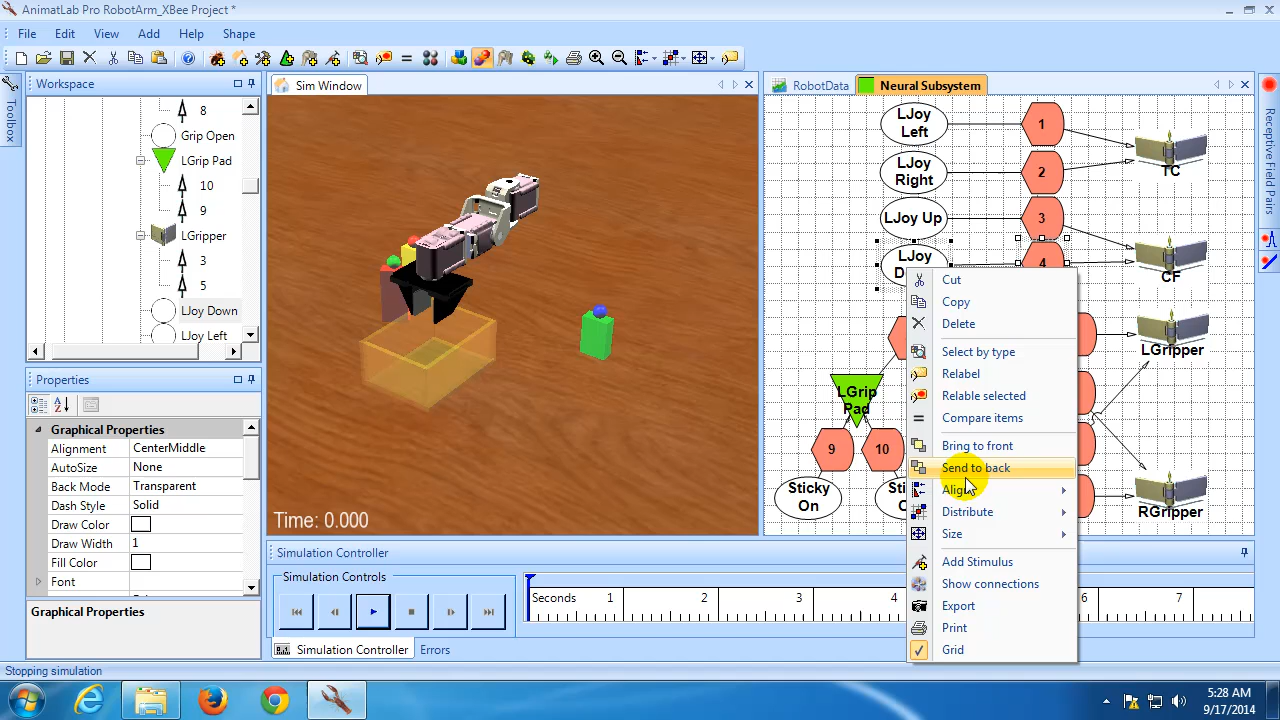 AnimatLab Pro RobotArm_XBee Project *
File Edit View Add Help Shape
Toolbox
Workspace
8
Grip Open
LGrip Pad
10
9
LGripper
3
5
LJoy Down
LJoy Left
Properties
Graphical Properties
Alignment CenterMiddle
AutoSize None
Back Mode Transparent
Dash Style Solid
Draw Color
Draw Width 1
Fill Color
Font
Graphical Properties
Sim Window
Time: 0.000
RobotData Neural Subsystem
LJoy
Left
1
TC
LJoy
Right
2
LJoy Up
3
CF
LJoy
4
LGripper
LGrip
Pad
9 10
Sticky
On
RGripper
Cut
Copy
Delete
Select by type
Relabel
Relable selected
Compare items
Bring to front
Send to back
Align
Distribute
Size
Add Stimulus
Show connections
Export
Print
Grid
Receptive Field Pairs
Simulation Controller
Simulation Controls
Seconds 1 2 3 4 6 7
Simulation Controller Errors
Stopping simulation
5:28 AM
9/17/2014